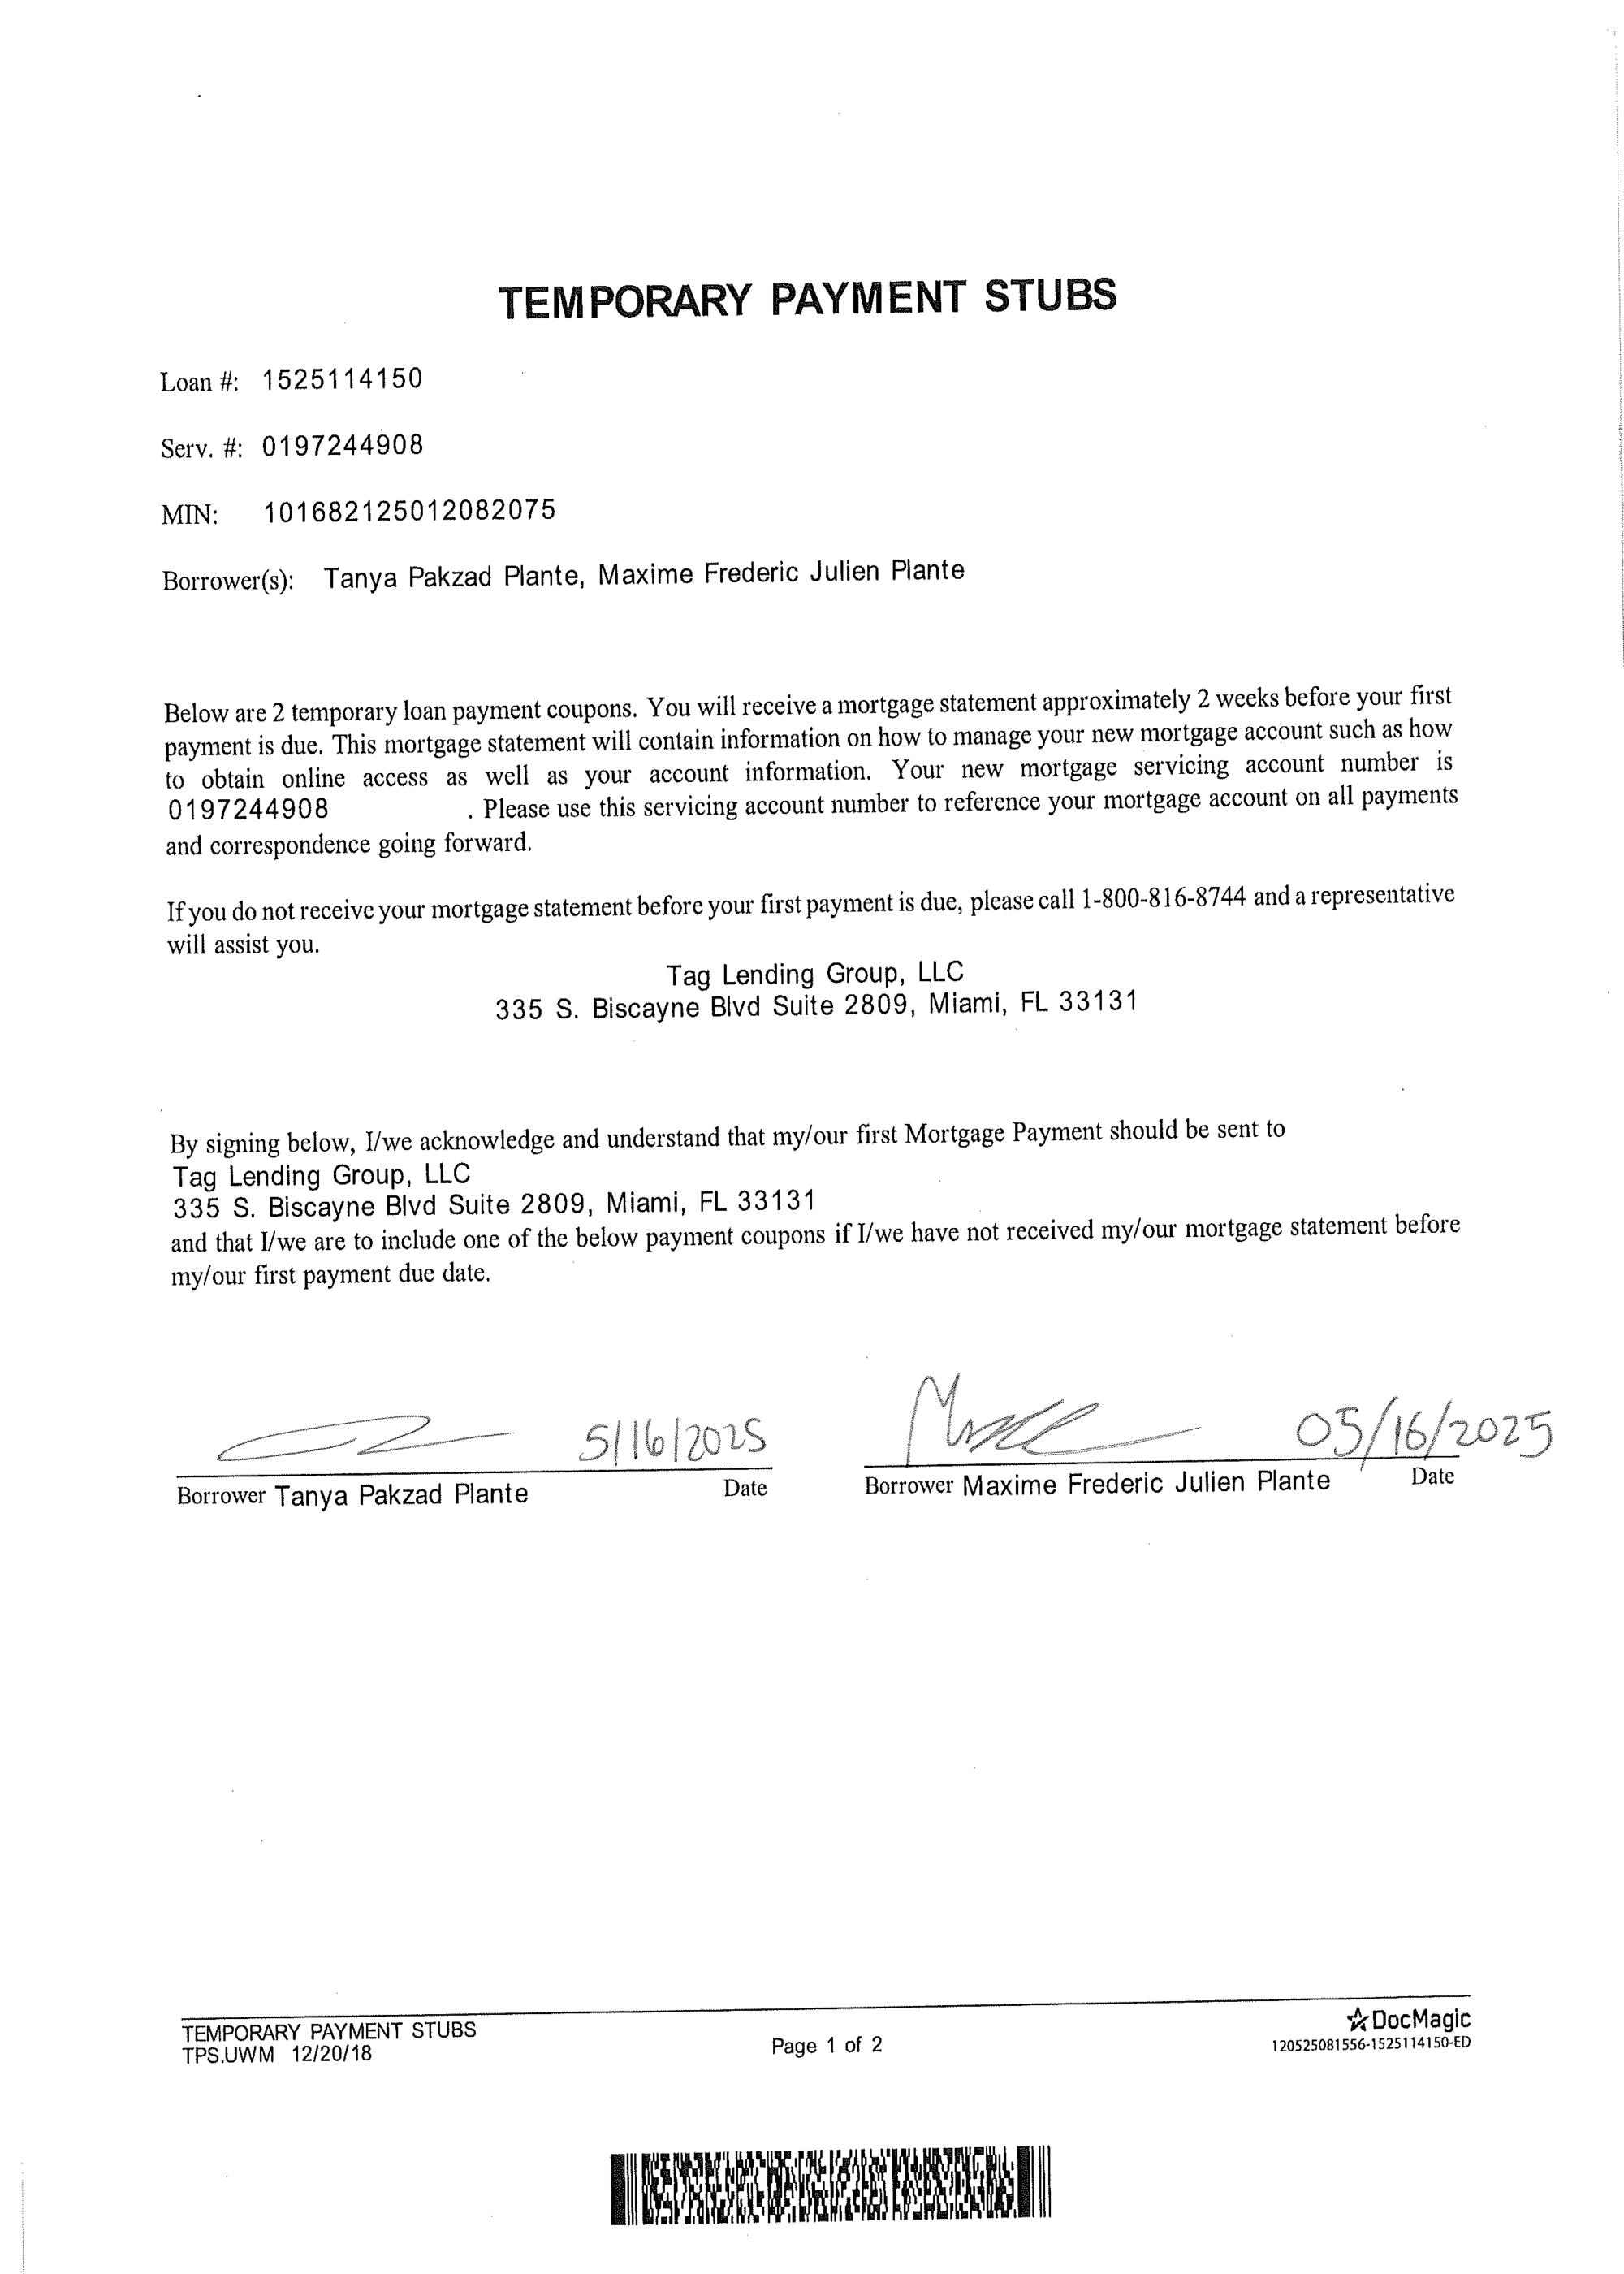 TEMPORARY PAYMENT STUBS
Loan #: 1525114150
Serv. #: 0197244908
MIN: 101682125012082075
Borrower(s): Tanya Pakzad Plante, Maxime Frederic Julien Plante
Below are 2 temporary loan payment coupons. You will receive a mortgage statement approximately 2 weeks before your first
payment is due. This mortgage statement will contain information on how to manage your new mortgage account such as how
to obtain online access as well as your account information. Your new mortgage servicing account number is
0197244908 . Please use this servicing account number to reference your mortgage account on all payments
and correspondence going forward.
If you do not receive your mortgage statement before your first payment is due, please call 1-800-816-8744 and a representative
will assist you.
Tag Lending Group, LLC
335 S. Biscayne Blvd Suite 2809, Miami, FL 33131
By signing below, I/we acknowledge and understand that my/our first Mortgage Payment should be sent to
Tag Lending Group, LLC
335 S. Biscayne Blvd Suite 2809, Miami, FL 33131
and that I/we are to include one of the below payment coupons if I/we have not received my/our mortgage statement before
my/our first payment due date.
5/16/2025 05/16/2025
Borrower Tanya Pakzad Plante Date Borrower Maxime Frederic Julien Plante Date
TEMPORARY PAYMENT STUBS
TPS.UWM 12/20/18
Page 1 of 2
DocMagic
120525081556-1525114150-ED